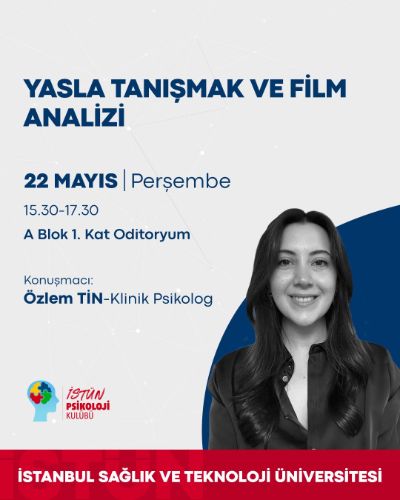 YASLA TANIŞMAK VE FİLM
ANALİZİ
22 MAYIS | Perşembe
15.30-17.30
A Blok 1. Kat Oditoryum
Konuşmacı:
Özlem TİN-Klinik Psikolog
İSTÜN
PSİKOLOJİ
KULÜBÜ
İSTANBUL SAĞLIK VE TEKNOLOJİ ÜNİVERSİTESİ